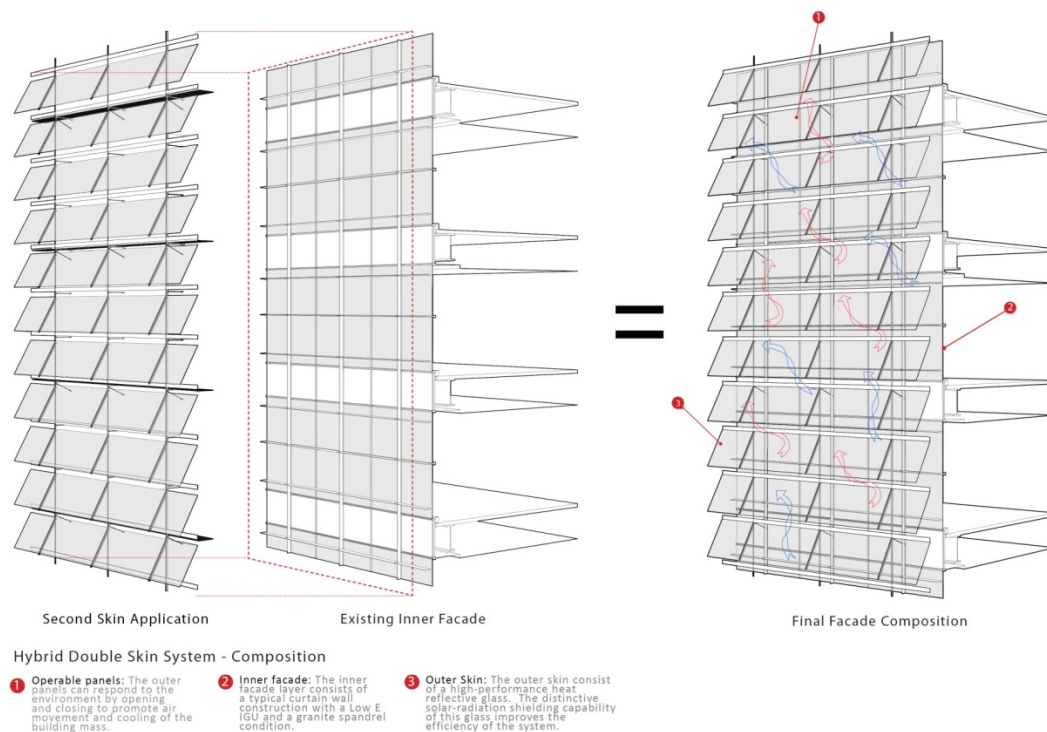 1
2
3
Second Skin Application
Existing Inner Facade
Final Facade Composition
Hybrid Double Skin System - Composition
1
Operable panels: The outer
panels can respond to the
environment by opening
and closing to promote air
movement and cooling of the
building mass.
2
Inner facade: The inner
facade layer consists of
a typical curtain wall
construction with a Low E
IGU and a granite spandrel
condition.
3
Outer Skin: The outer skin consist
of a high-performance heat
reflective glass. The distinctive
solar-radiation shielding capability
of this glass improves the
efficiency of the system.